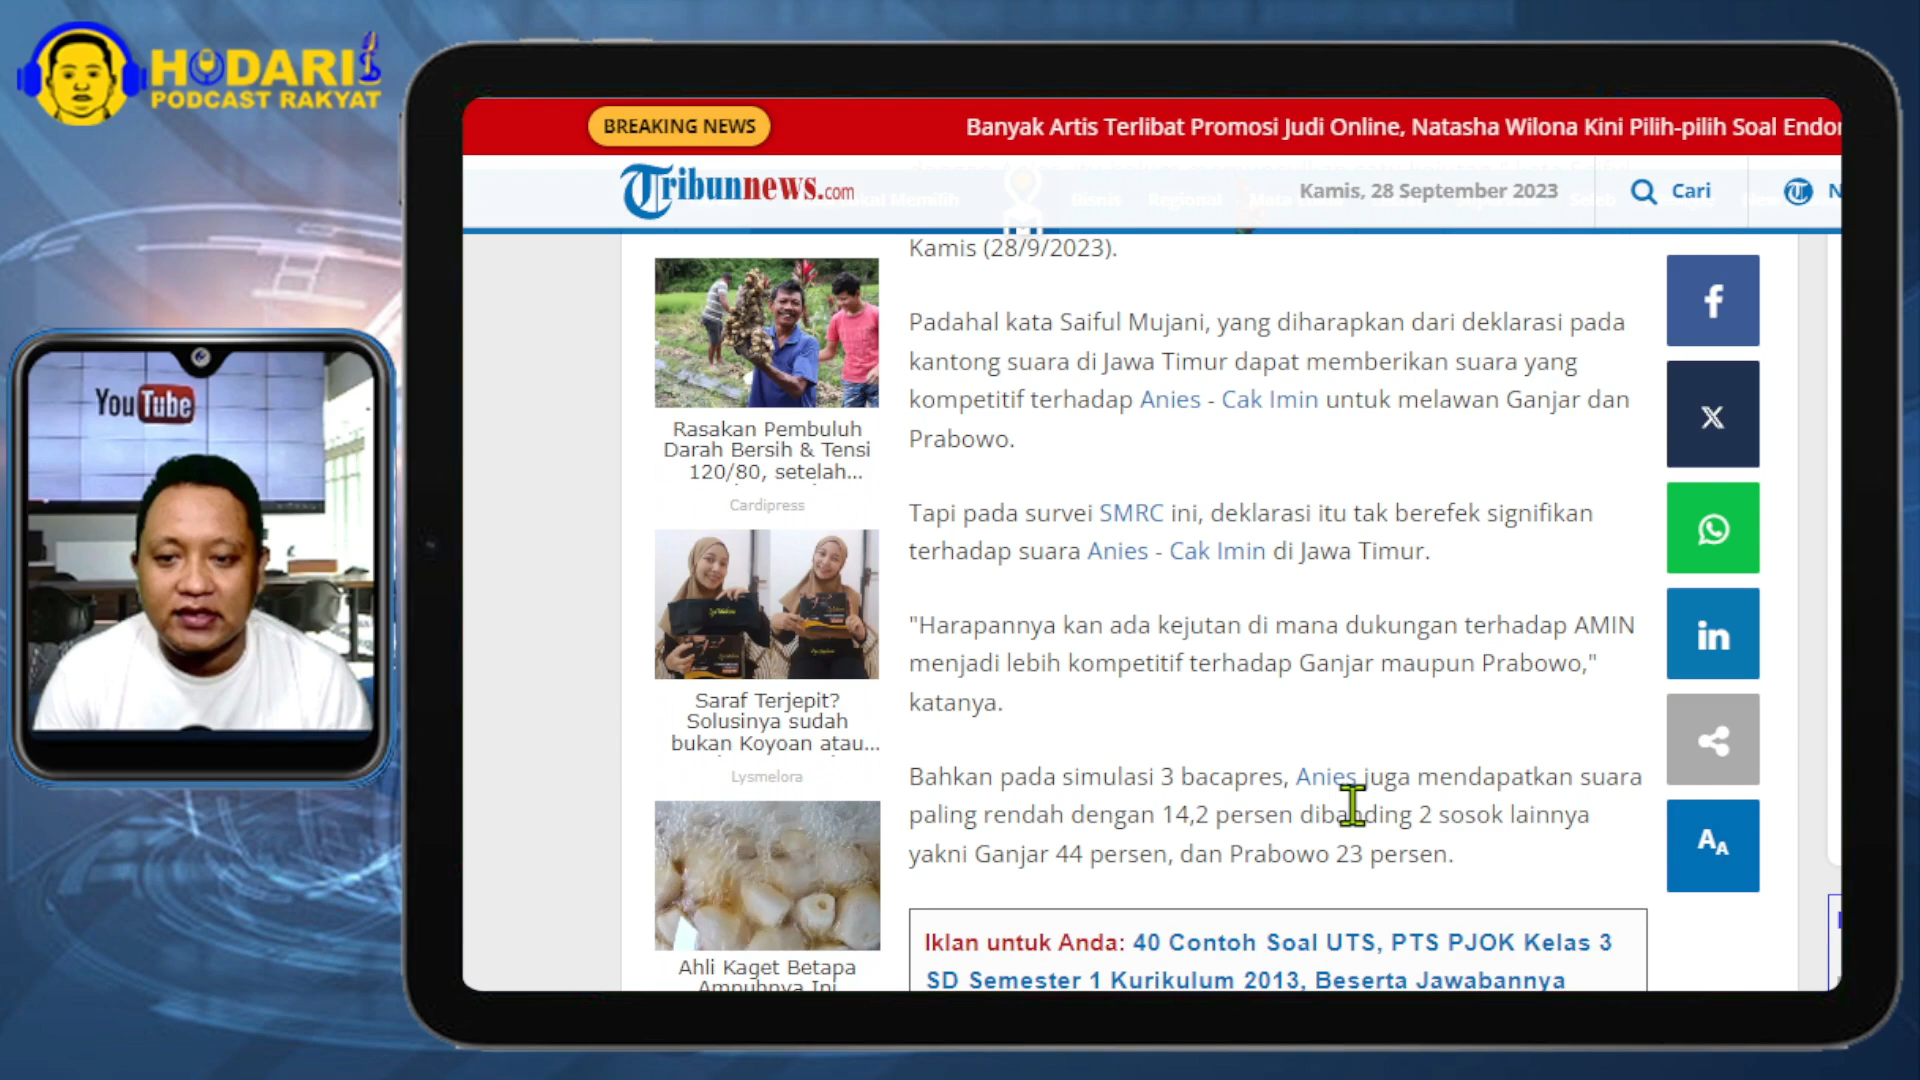 HODARI
PODCAST RAKYAT
YouTube
BREAKING NEWS
Banyak Artis Terlibat Promosi Judi Online, Natasha Wilona Kini Pilih-pilih Soal Endor
Tribunnews.com
Kamis, 28 September 2023
Cari
N
Kamis (28/9/2023).
Padahal kata Saiful Mujani, yang diharapkan dari deklarasi pada
kantong suara di Jawa Timur dapat memberikan suara yang
kompetitif terhadap Anies - Cak Imin untuk melawan Ganjar dan
Prabowo.
Tapi pada survei SMRC ini, deklarasi itu tak berefek signifikan
terhadap suara Anies - Cak Imin di Jawa Timur.
"Harapannya kan ada kejutan di mana dukungan terhadap AMIN
menjadi lebih kompetitif terhadap Ganjar maupun Prabowo,"
katanya.
Bahkan pada simulasi 3 bacapres, Anies juga mendapatkan suara
paling rendah dengan 14,2 persen dibanding 2 sosok lainnya
yakni Ganjar 44 persen, dan Prabowo 23 persen.
Iklan untuk Anda: 40 Contoh Soal UTS, PTS PJOK Kelas 3
SD Semester 1 Kurikulum 2013, Beserta Jawabannya
Rasakan Pembuluh
Darah Bersih & Tensi
120/80, setelah...
Cardipress
Saraf Terjepit?
Solusinya sudah
bukan Koyoan atau...
Lysmelora
Ahli Kaget Betapa
Ampuhnya Ini